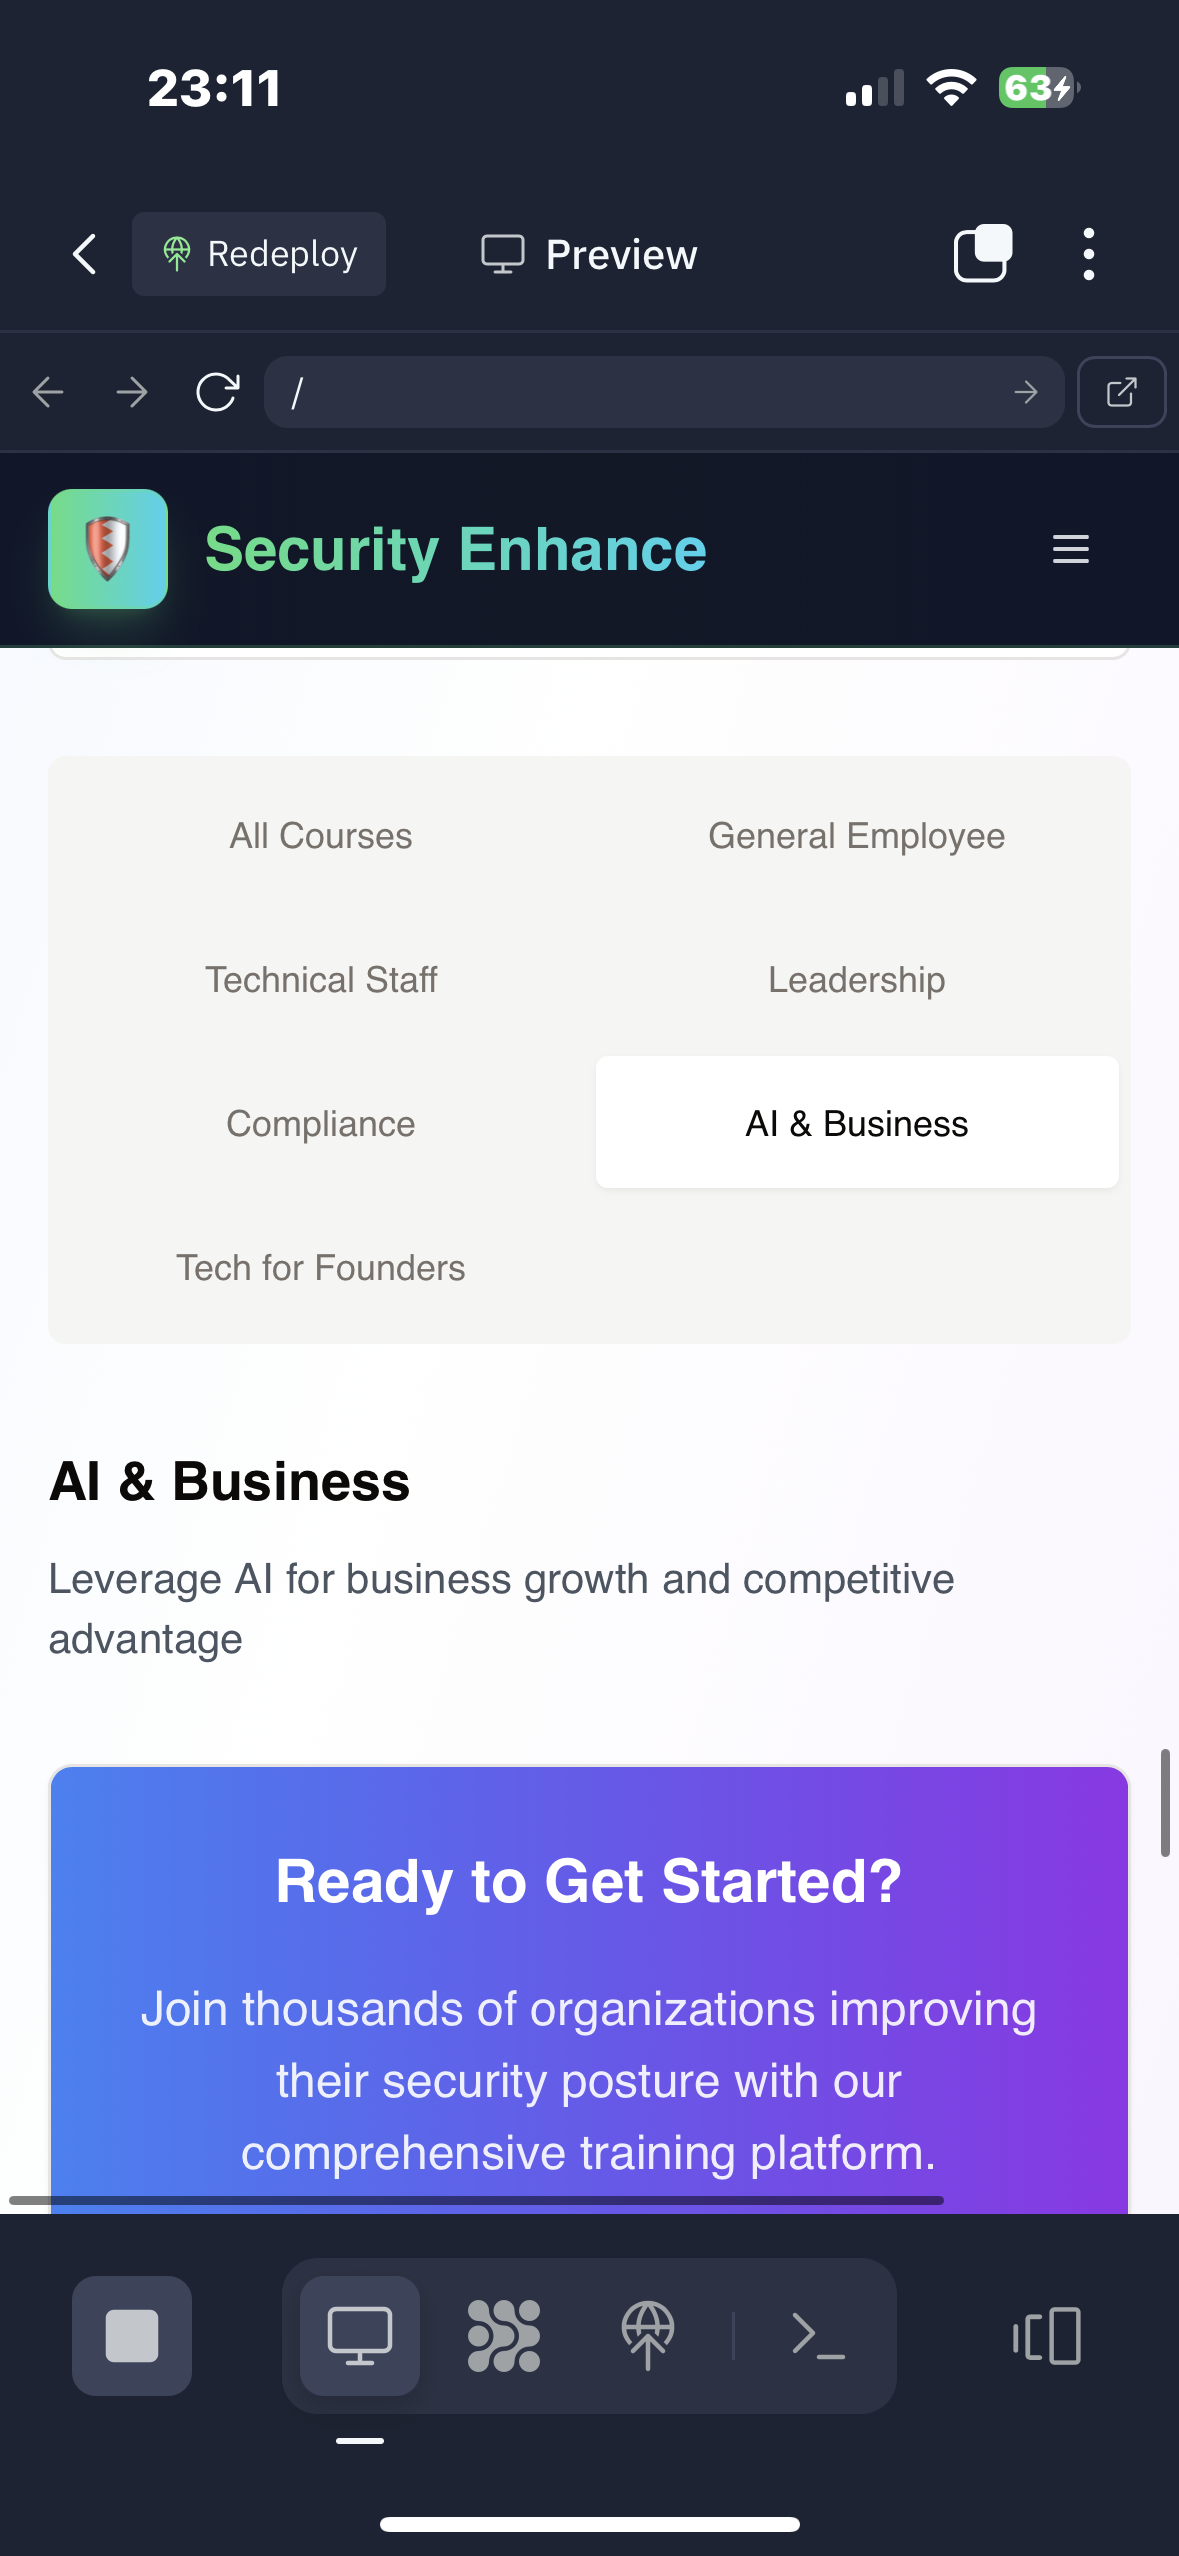 23:11
63
Redeploy
Preview
/
Security Enhance
All Courses
General Employee
Technical Staff
Leadership
Compliance
AI & Business
Tech for Founders
AI & Business
Leverage AI for business growth and competitive
advantage
Ready to Get Started?
Join thousands of organizations improving
their security posture with our
comprehensive training platform.